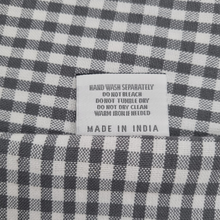 HAND WASH SEPARATELY
DO NOT BLEACH
DO NOT TUMBLE DRY
DO NOT DRY CLEAN
WARM IRON IF NEEDED
MADE IN INDIA